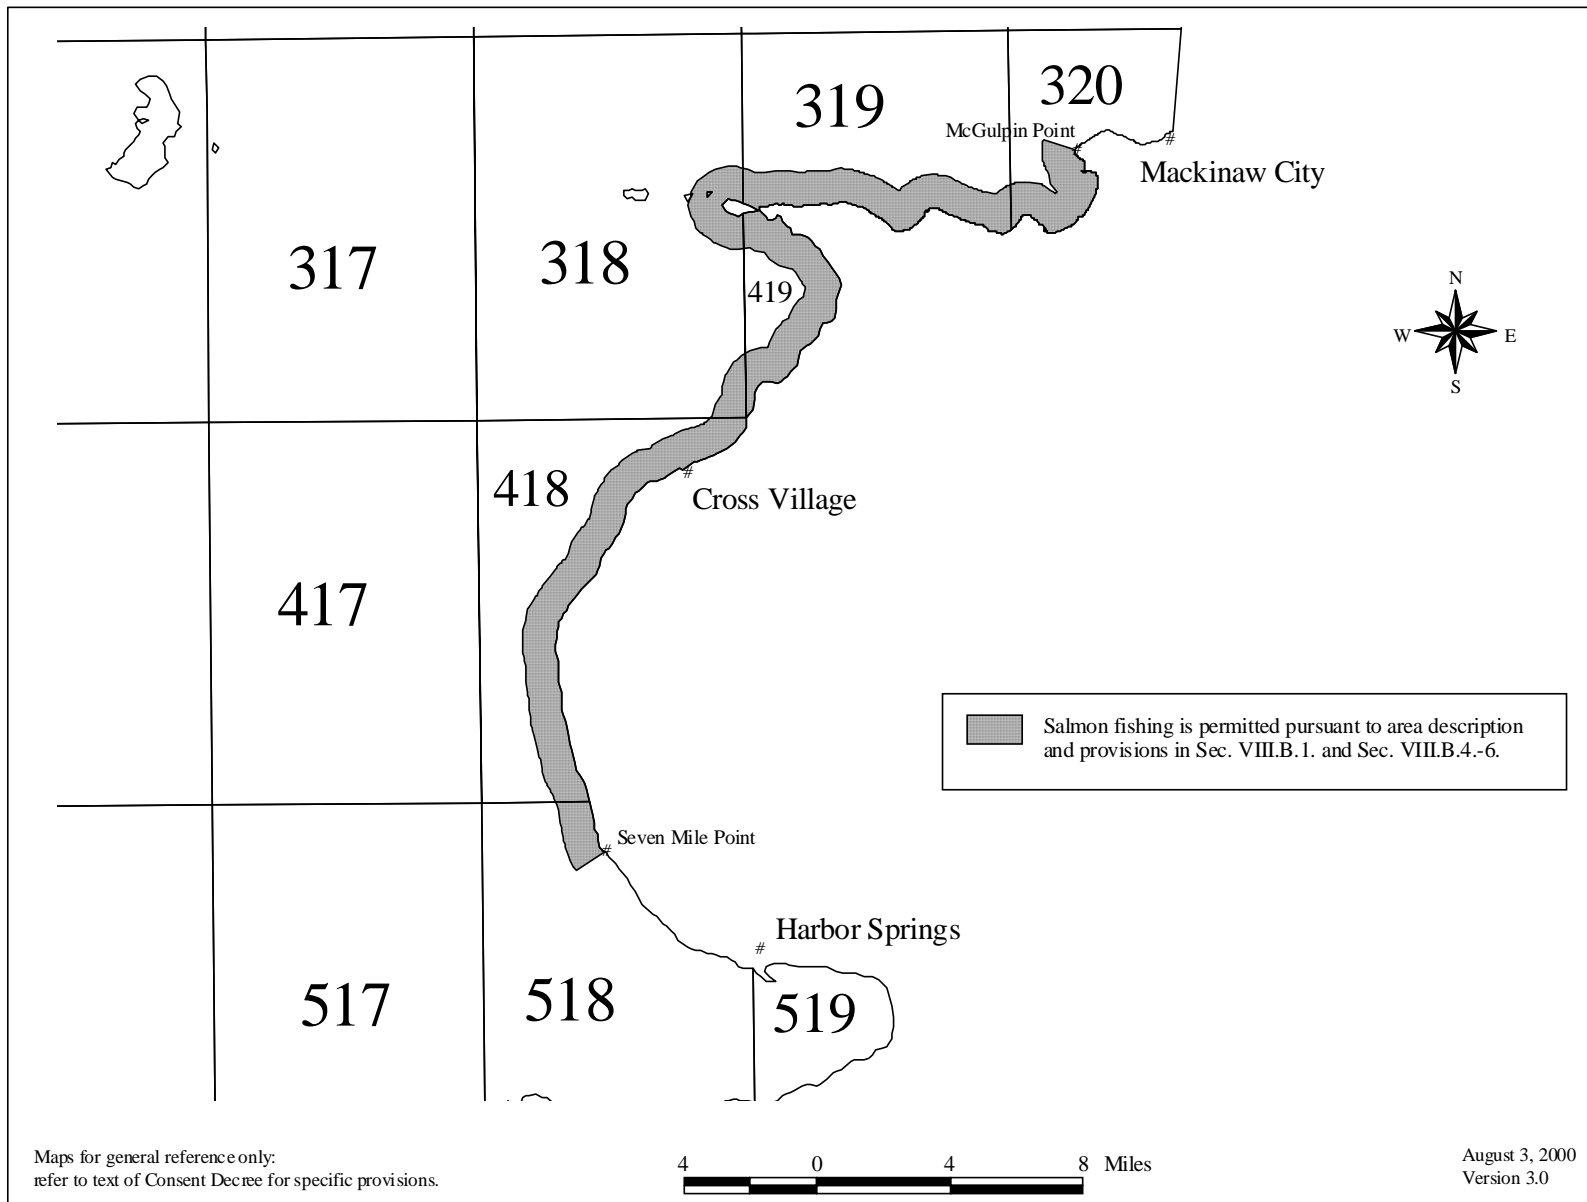 320
319
McGulpin Point
#
#
Mackinaw City
317
318
419
N
W
E
S
418
#
Cross Village
417
Salmon fishing is permitted pursuant to area description
and provisions in Sec. VIII.B.1. and Sec. VIII.B.4.-6.
# Seven Mile Point
# Harbor Springs
517
518
519
Maps for general reference only:
refer to text of Consent Decree for specific provisions.
4 0 4 8 Miles
August 3, 2000
Version 3.0